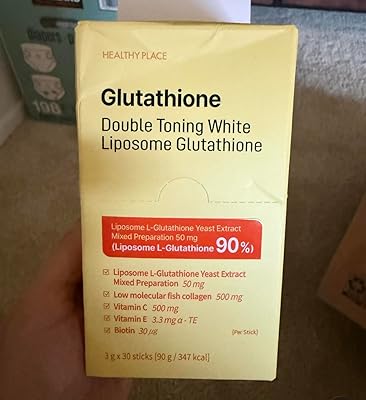 HEALTHY PLACE
Glutathione
Double Toning White
Liposome Glutathione
Liposome L-Glutathione Yeast Extract
Mixed Preparation 50 mg
(Liposome L-Glutathione 90%)
Liposome L-Glutathione Yeast Extract
Mixed Preparation 50 mg
Low molecular fish collagen 500 mg
Vitamin C 500 mg
Vitamin E 3.3 mg α - TE
Biotin 30 μg
[Per Stick]
3 g x 30 sticks [90 g / 347 kcal]
198